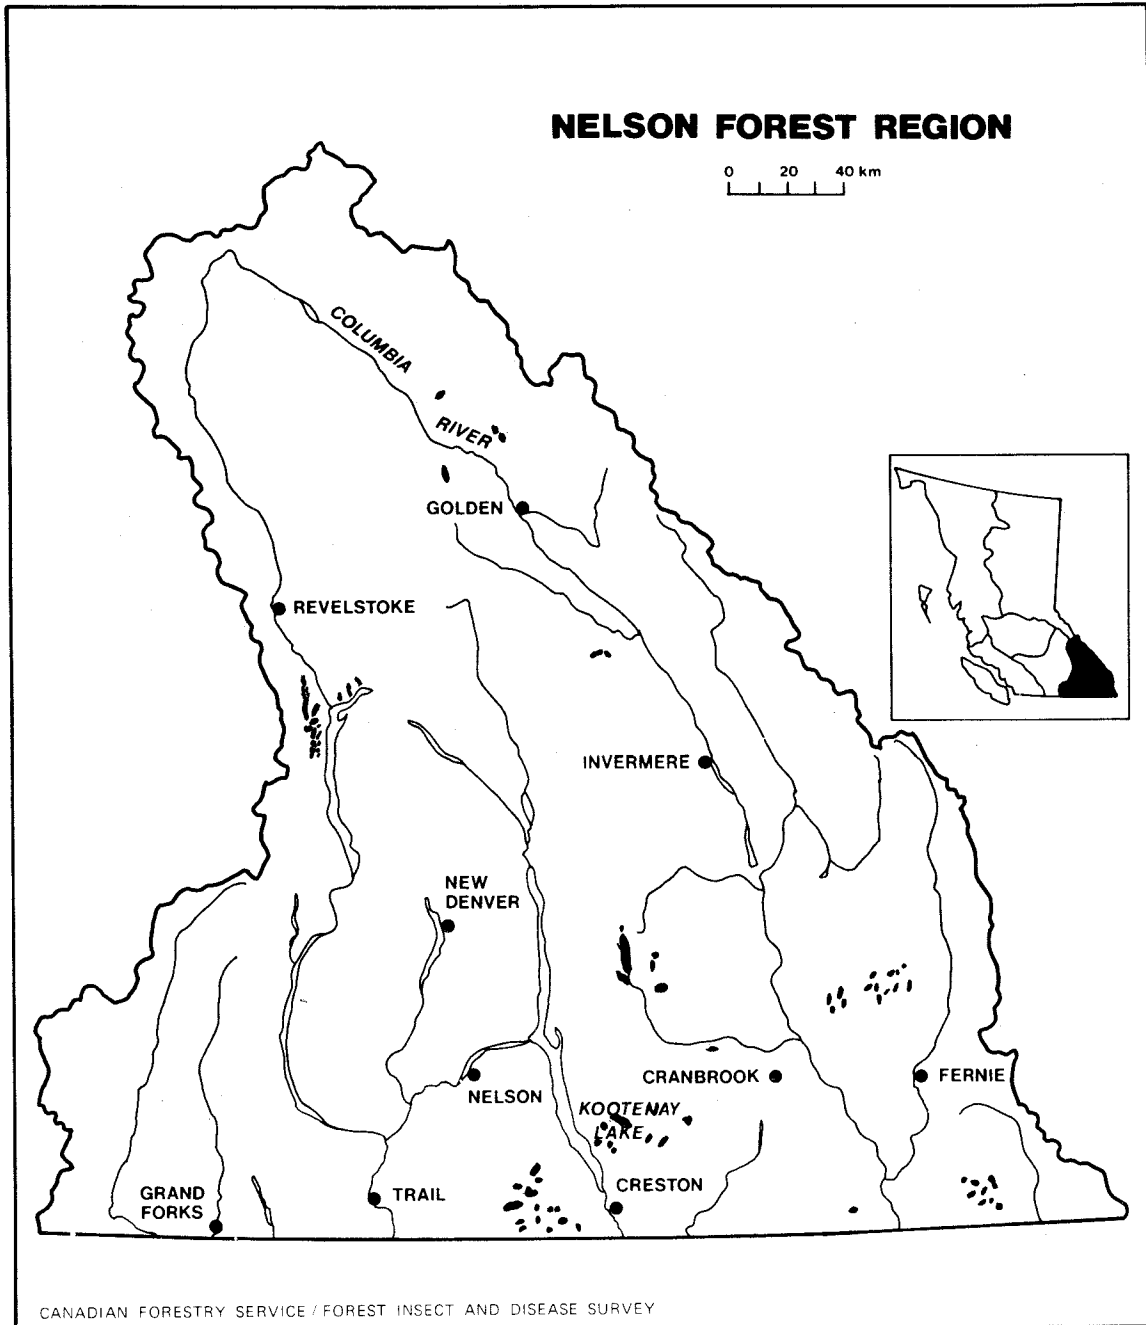 NELSON FOREST REGION
0 20 40 km
COLUMBIA
RIVER
GOLDEN
REVELSTOKE
INVERMERE
NEW
DENVER
CRANBROOK
FERNIE
NELSON
KOOTENAY
LAKE
GRAND
FORKS
TRAIL
CRESTON
CANADIAN FORESTRY SERVICE / FOREST INSECT AND DISEASE SURVEY